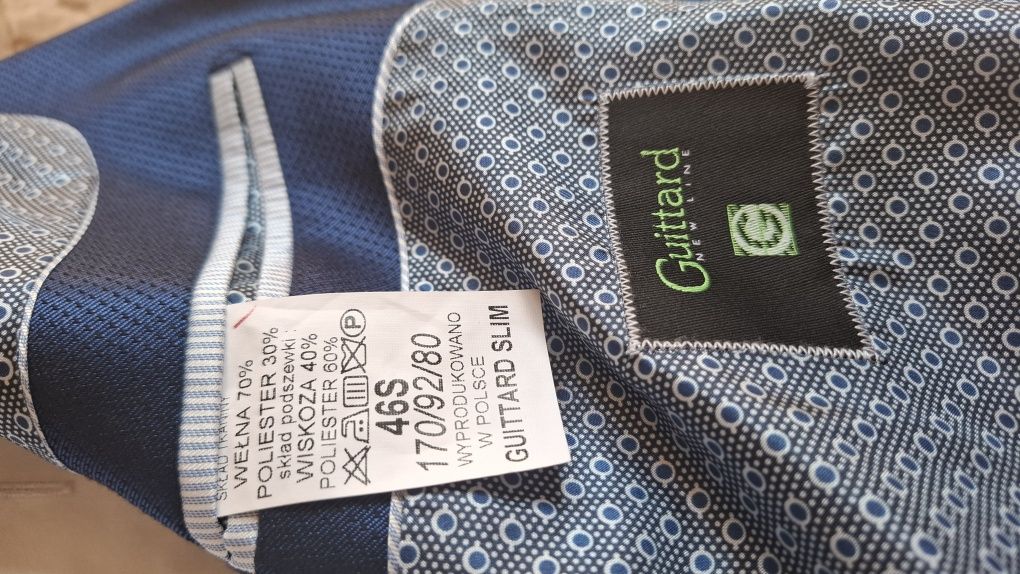 SKŁAD TKANINY
WEŁNA 70%
POLIESTER 30%
skład podszewki :
WISKOZA 40%
POLIESTER 60%
P
46S
170/92/80
WYPRODUKOWANO
W POLSCE
GUITTARD SLIM
Guittard
NEW LINE